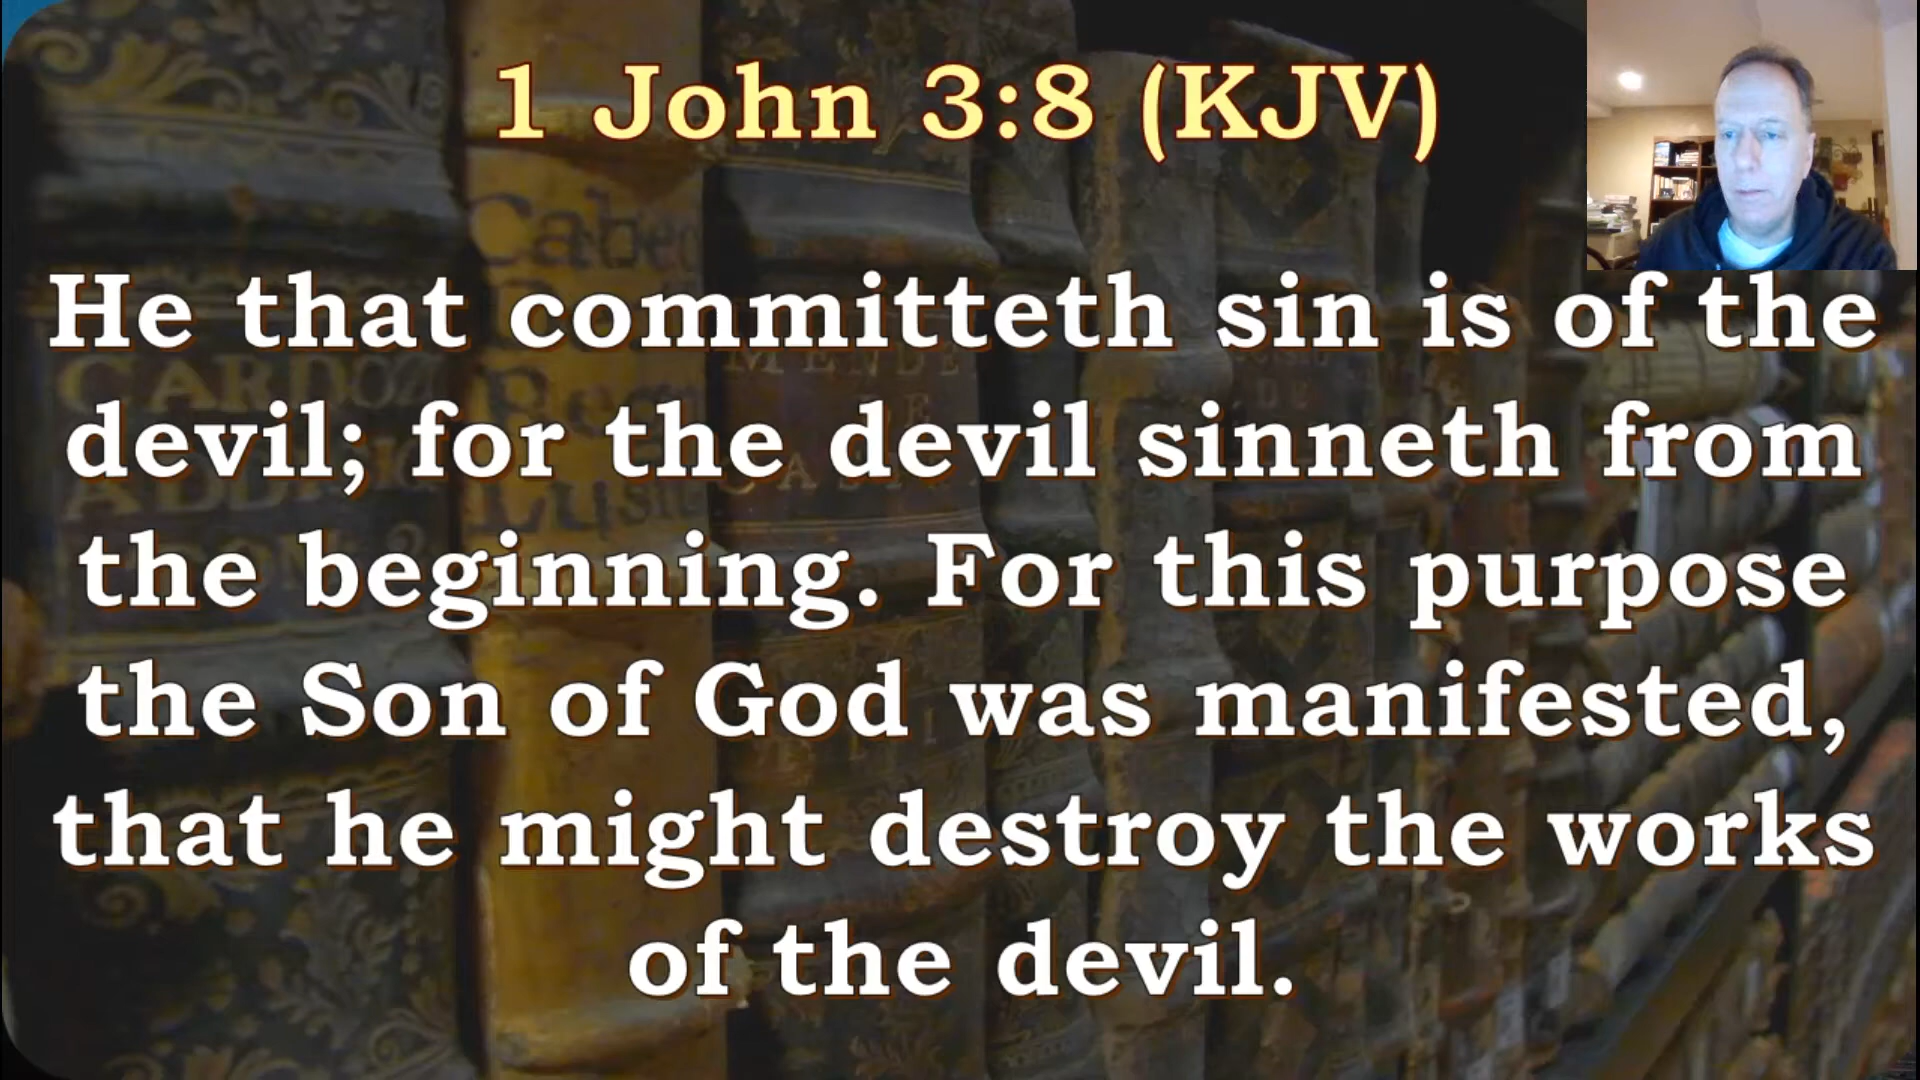 1 John 3:8 (KJV)
He that committeth sin is of the
devil; for the devil sinneth from
the beginning. For this purpose
the Son of God was manifested,
that he might destroy the works
of the devil.
CARDOZ
MENDE